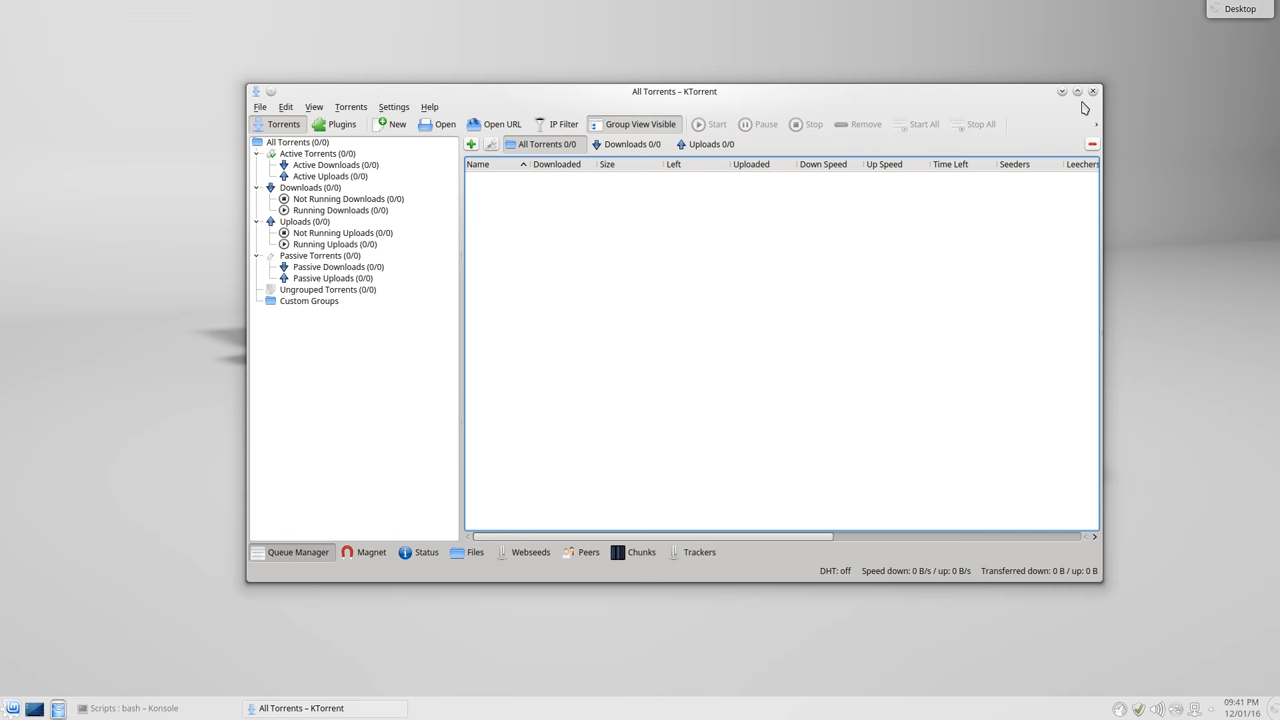 Desktop
All Torrents – KTorrent
File Edit View Torrents Settings Help
Torrents Plugins New Open Open URL IP Filter Group View Visible Start Pause Stop Remove Start All Stop All
All Torrents (0/0)
Active Torrents (0/0)
Active Downloads (0/0)
Active Uploads (0/0)
Downloads (0/0)
Not Running Downloads (0/0)
Running Downloads (0/0)
Uploads (0/0)
Not Running Uploads (0/0)
Running Uploads (0/0)
Passive Torrents (0/0)
Passive Downloads (0/0)
Passive Uploads (0/0)
Ungrouped Torrents (0/0)
Custom Groups
All Torrents 0/0 Downloads 0/0 Uploads 0/0
Name Downloaded Size Left Uploaded Down Speed Up Speed Time Left Seeders Leechers
Queue Manager Magnet Status Files Webseeds Peers Chunks Trackers
DHT: off Speed down: 0 B/s / up: 0 B/s Transferred down: 0 B / up: 0 B
Scripts : bash – Konsole
All Torrents – KTorrent
09:41 PM
12/01/16